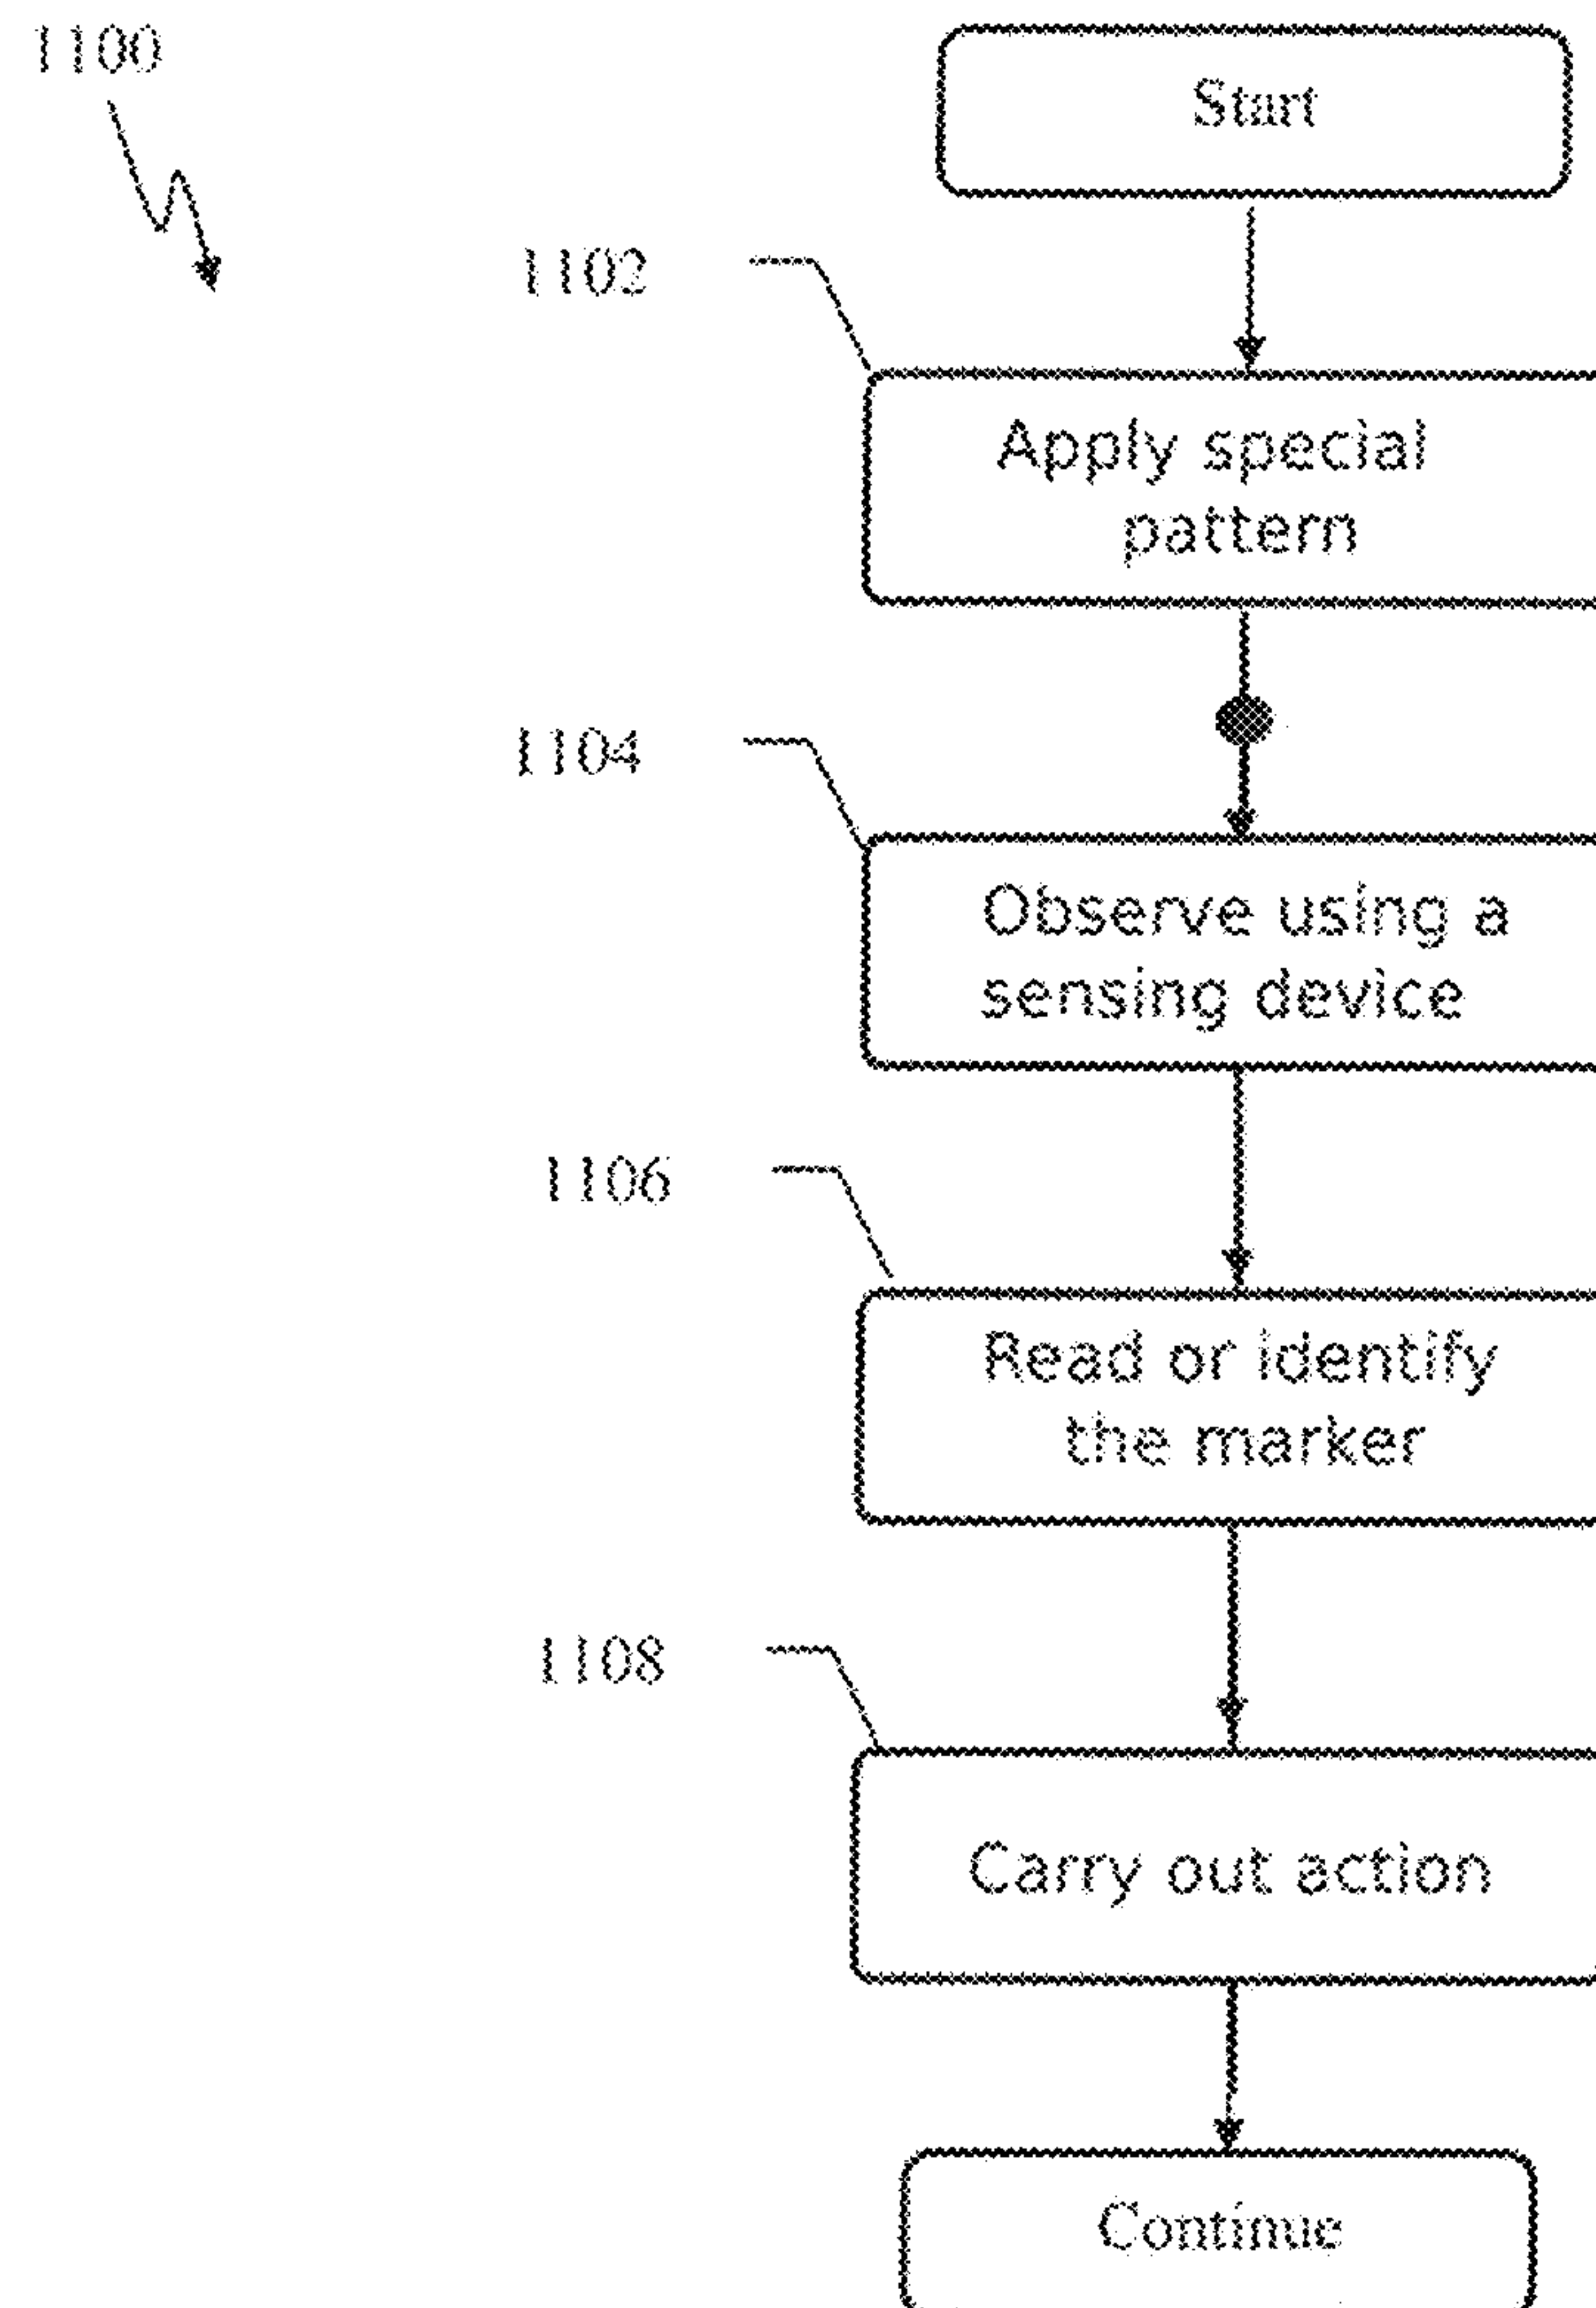 1100
Start
1102
Apply special
pattern
1104
Observe using a
sensing device
1106
Read or identify
the marker
1108
Carry out action
Continue